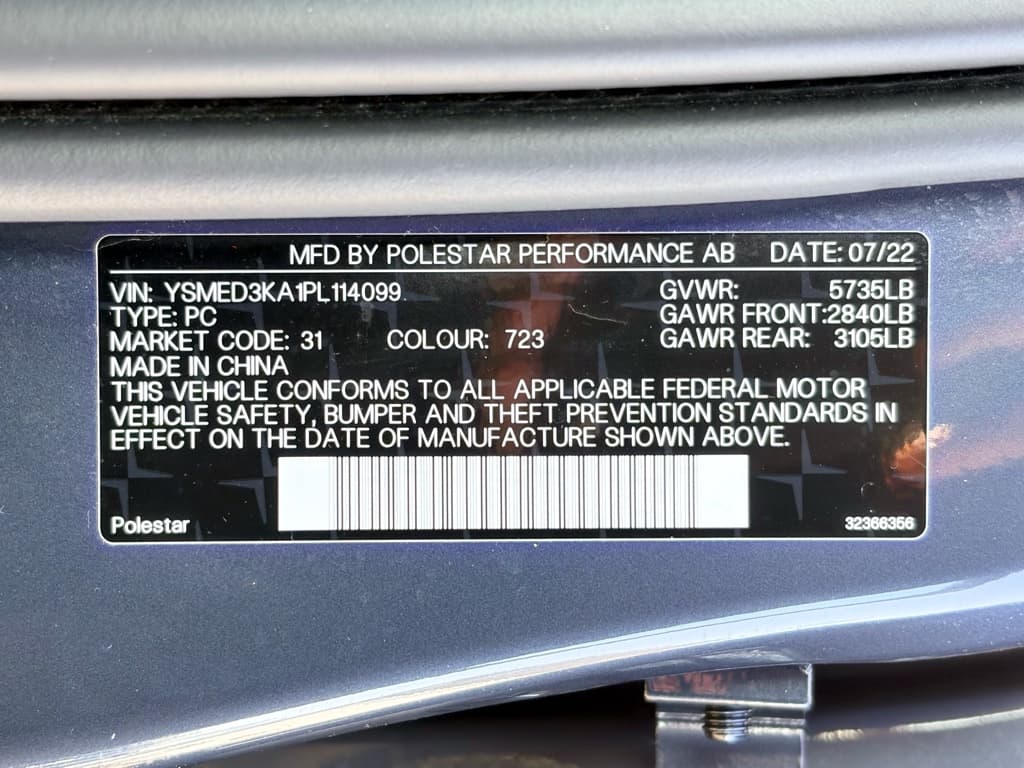 MFD BY POLESTAR PERFORMANCE AB DATE: 07/22
VIN: YSMED3KA1PL114099 GVWR: 5735LB
TYPE: PC GAWR FRONT:2840LB
MARKET CODE: 31 COLOUR: 723 GAWR REAR: 3105LB
MADE IN CHINA
THIS VEHICLE CONFORMS TO ALL APPLICABLE FEDERAL MOTOR
VEHICLE SAFETY, BUMPER AND THEFT PREVENTION STANDARDS IN
EFFECT ON THE DATE OF MANUFACTURE SHOWN ABOVE.
Polestar 32366356